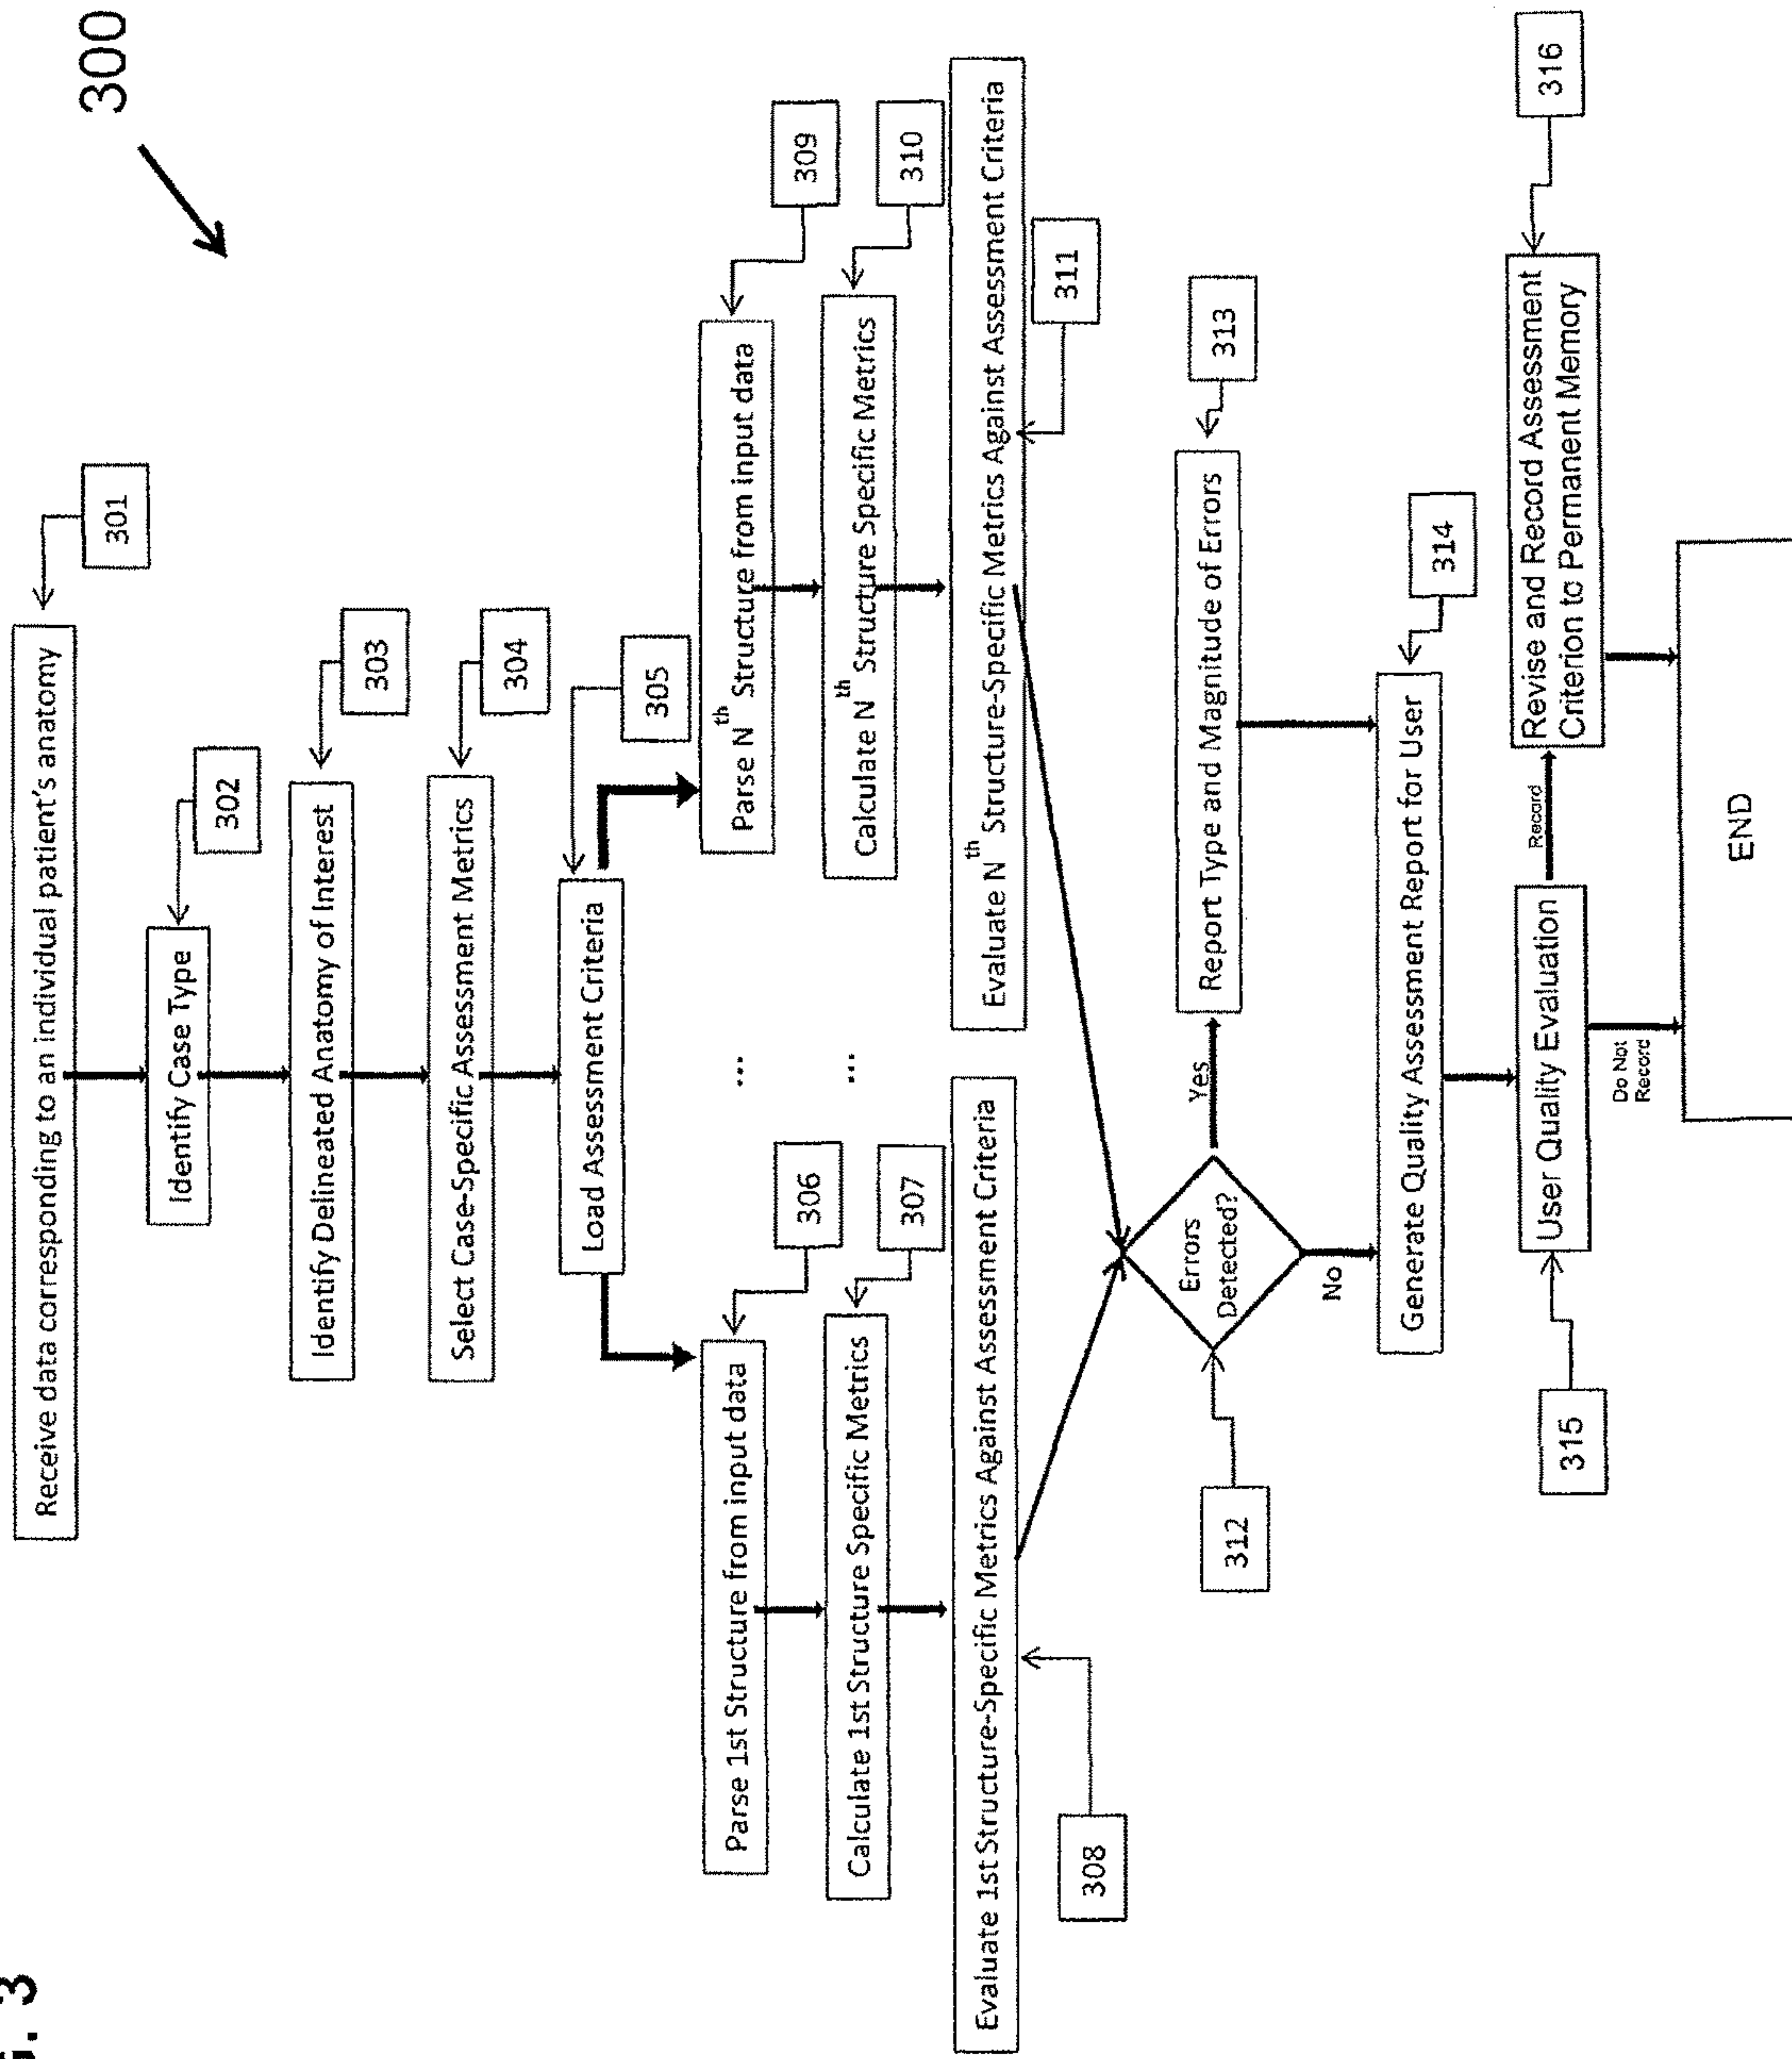 G. 3
300
Receive data corresponding to an individual patient's anatomy
301
Identify Case Type
302
Identify Delineated Anatomy of Interest
303
Select Case-Specific Assessment Metrics
304
Load Assessment Criteria
305
Parse 1st Structure from input data
306
...
Parse Nth Structure from input data
309
Calculate 1st Structure Specific Metrics
307
...
Calculate Nth Structure Specific Metrics
310
Evaluate 1st Structure-Specific Metrics Against Assessment Criteria
308
Evaluate Nth Structure-Specific Metrics Against Assessment Criteria
311
Errors
Detected?
312
Yes
No
Report Type and Magnitude of Errors
313
Generate Quality Assessment Report for User
314
User Quality Evaluation
315
Record
Do Not
Record
Revise and Record Assessment
Criterion to Permanent Memory
316
END